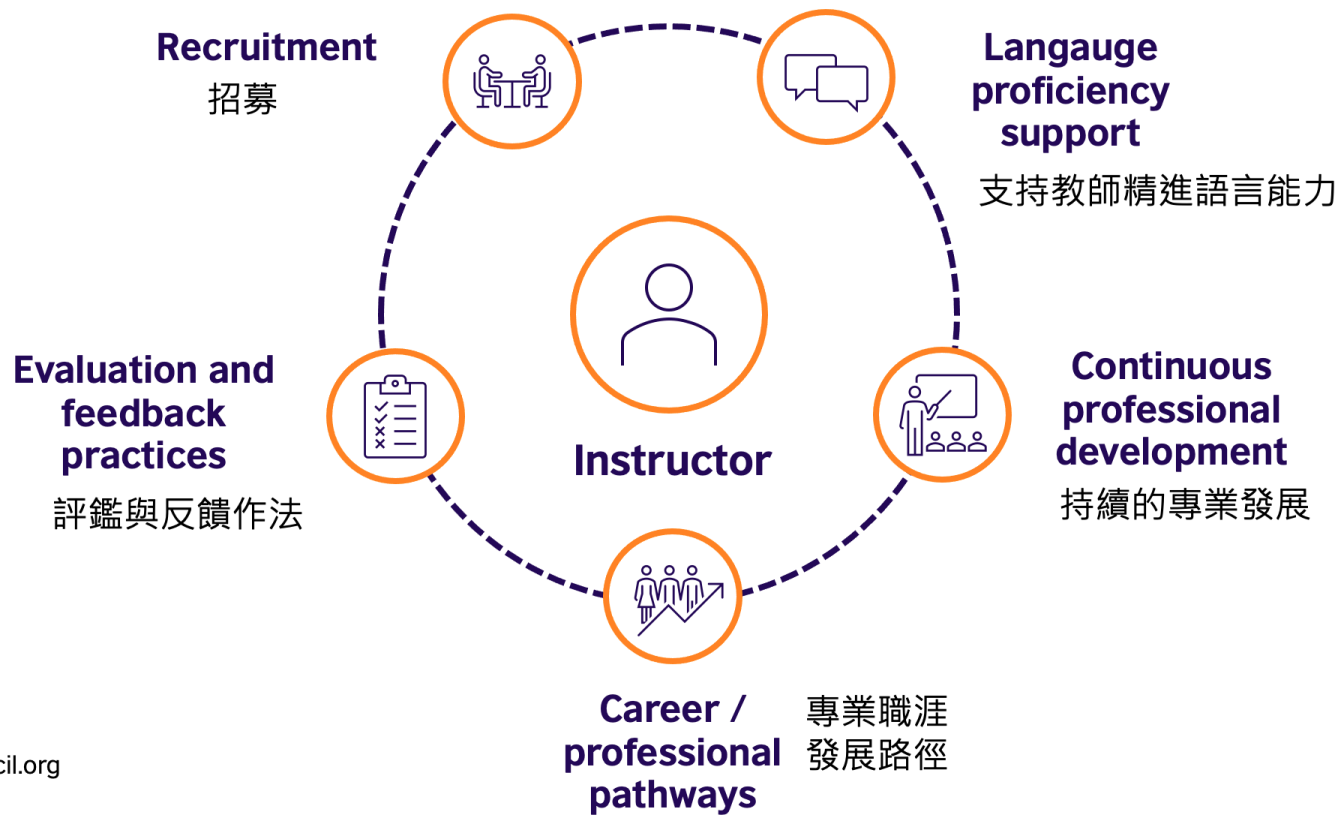 Recruitment
招募
Langauge
proficiency
support
支持教師精進語言能力
Evaluation and
feedback
practices
評鑑與反饋作法
Instructor
Continuous
professional
development
持續的專業發展
Career /
professional
pathways
專業職涯
發展路徑
cil.org